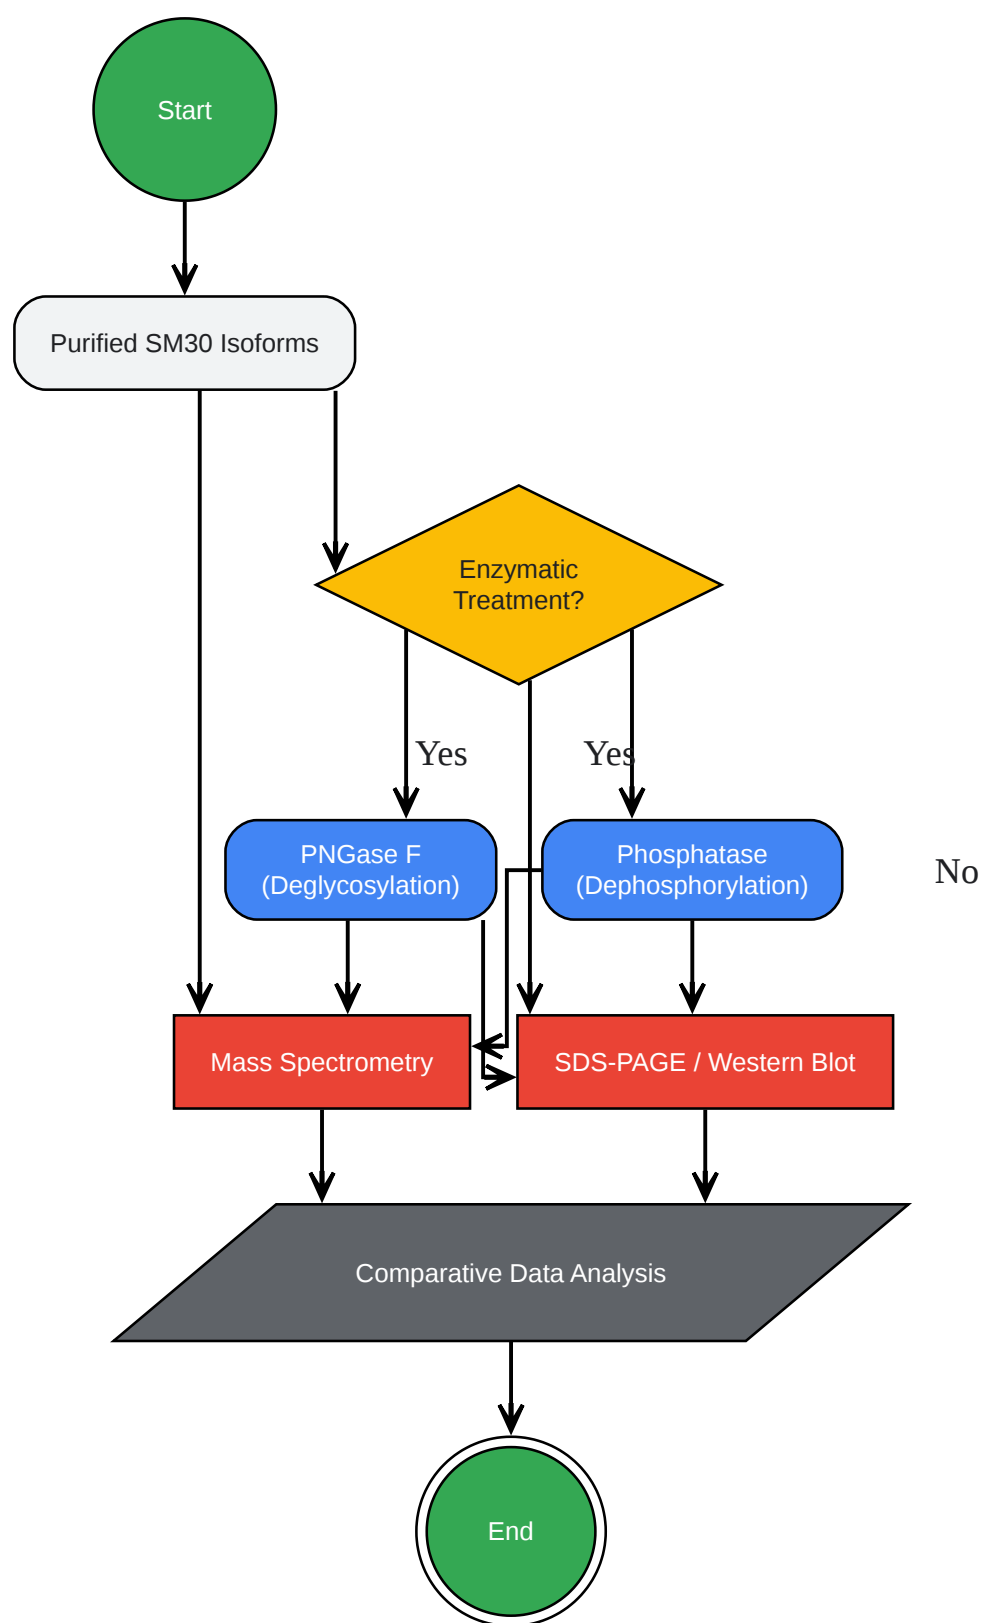 Start
Purified SM30 Isoforms
Enzymatic
Treatment?
Yes
Yes
PNGase F
(Deglycosylation)
Phosphatase
(Dephosphorylation)
No
Mass Spectrometry
SDS-PAGE / Western Blot
Comparative Data Analysis
End